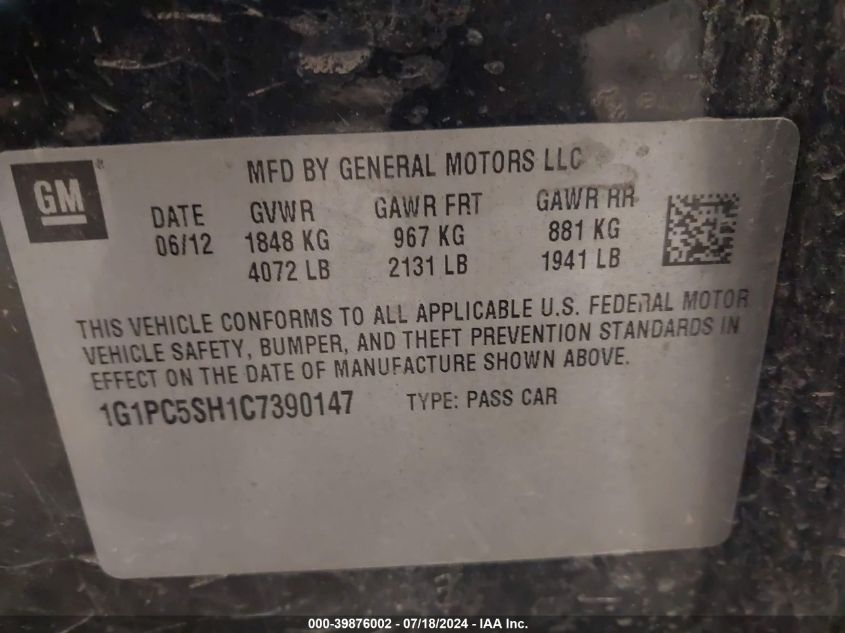 GM
MFD BY GENERAL MOTORS LLC
DATE GVWR GAWR FRT GAWR RR
06/12 1848 KG 967 KG 881 KG
4072 LB 2131 LB 1941 LB
THIS VEHICLE CONFORMS TO ALL APPLICABLE U.S. FEDERAL MOTOR
VEHICLE SAFETY, BUMPER, AND THEFT PREVENTION STANDARDS IN
EFFECT ON THE DATE OF MANUFACTURE SHOWN ABOVE.
1G1PC5SH1C7390147 TYPE: PASS CAR
000-39876002 - 07/18/2024 - IAA Inc.